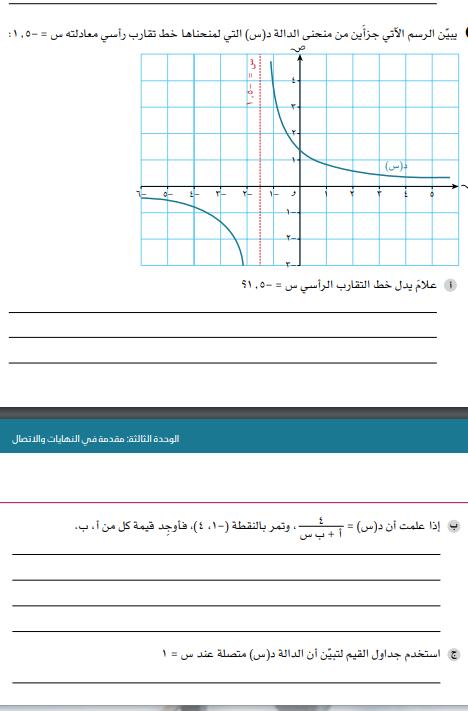 يبيّن الرسم الآتي جزأين من منحنى الدالة د(س) التي لمنحناها خط تقارب رأسي معادلته س = -١,٥:
ص
س = -١,٥
٤
٣
٢
١
د(س)
-٦ -٥ -٤ -٣ -٢ -١ و ١ ٢ ٣ ٤ ٥
-١
-٢
-٣
أ علامَ يدل خط التقارب الرأسي س = -١,٥؟
الوحدة الثالثة: مقدمة في النهايات والاتصال
ب إذا علمت أن د(س) = ٤ / أ + ب س ، وتمر بالنقطة (-١، ٤)، فأوجِد قيمة كل من أ، ب.
ج استخدم جداول القيم لتبيّن أن الدالة د(س) متصلة عند س = ١